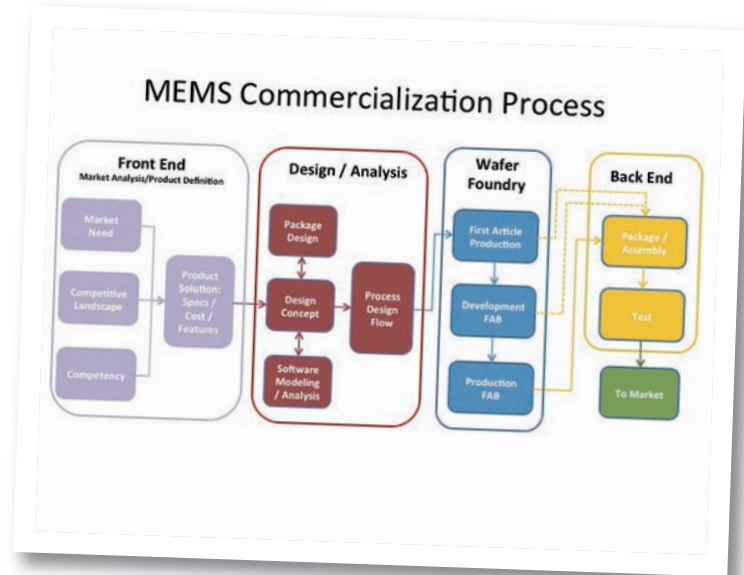 MEMS Commercialization Process
Front End
Market Analysis/Product Definition
Market
Need
Competitive
Landscape
Competency
Product
Solution:
Specs /
Cost /
Features
Design / Analysis
Package
Design
Design
Concept
Software
Modeling
/ Analysis
Process
Design
Flow
Wafer
Foundry
First Article
Production
Development
FAB
Production
FAB
Back End
Package /
Assembly
Test
To Market